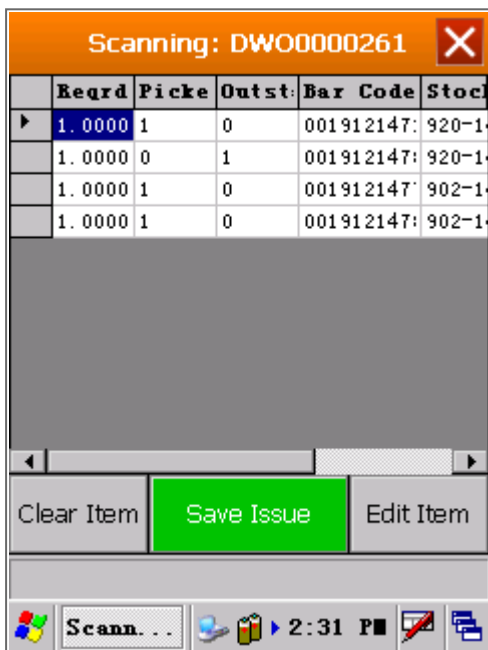 Scanning: DWO0000261
Reqrd Picke Outst Bar Code Stock
1.0000 1 0 001912147 920-1
1.0000 0 1 001912147 920-1
1.0000 1 0 001912147 902-1
1.0000 1 0 001912147 902-1
Clear Item Save Issue Edit Item
Scann... 2:31 PM